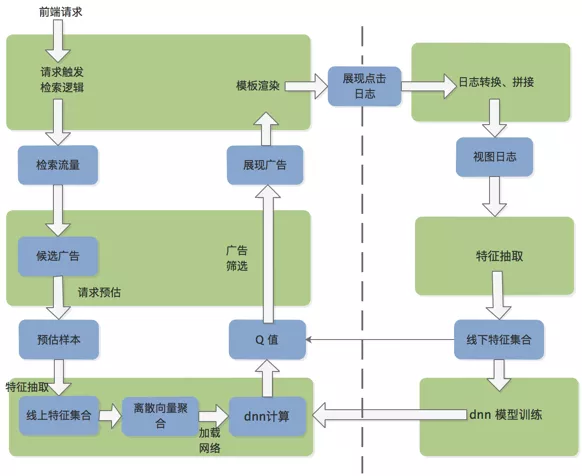 前端请求
请求触发
检索逻辑
模板渲染
展现点击
日志
日志转换、拼接
检索流量
展现广告
视图日志
候选广告
广告
筛选
特征抽取
请求预估
预估样本
Q 值
线下特征集合
特征抽取
线上特征集合
离散向量聚
合
加载
网络
dnn计算
dnn 模型训练